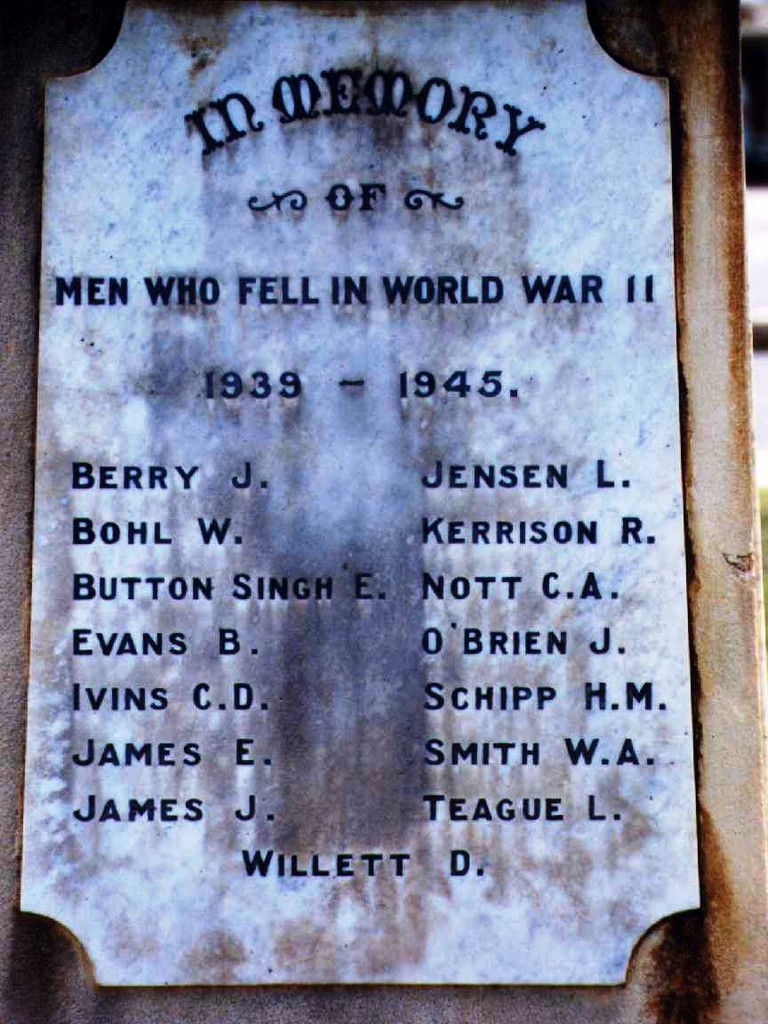 IN MEMORY
OF
MEN WHO FELL IN WORLD WAR II
1939 - 1945.
BERRY J.
BOHL W.
BUTTON SINGH E.
EVANS B.
IVINS C.D.
JAMES E.
JAMES J.
JENSEN L.
KERRISON R.
NOTT C.A.
O'BRIEN J.
SCHIPP H.M.
SMITH W.A.
TEAGUE L.
WILLETT D.